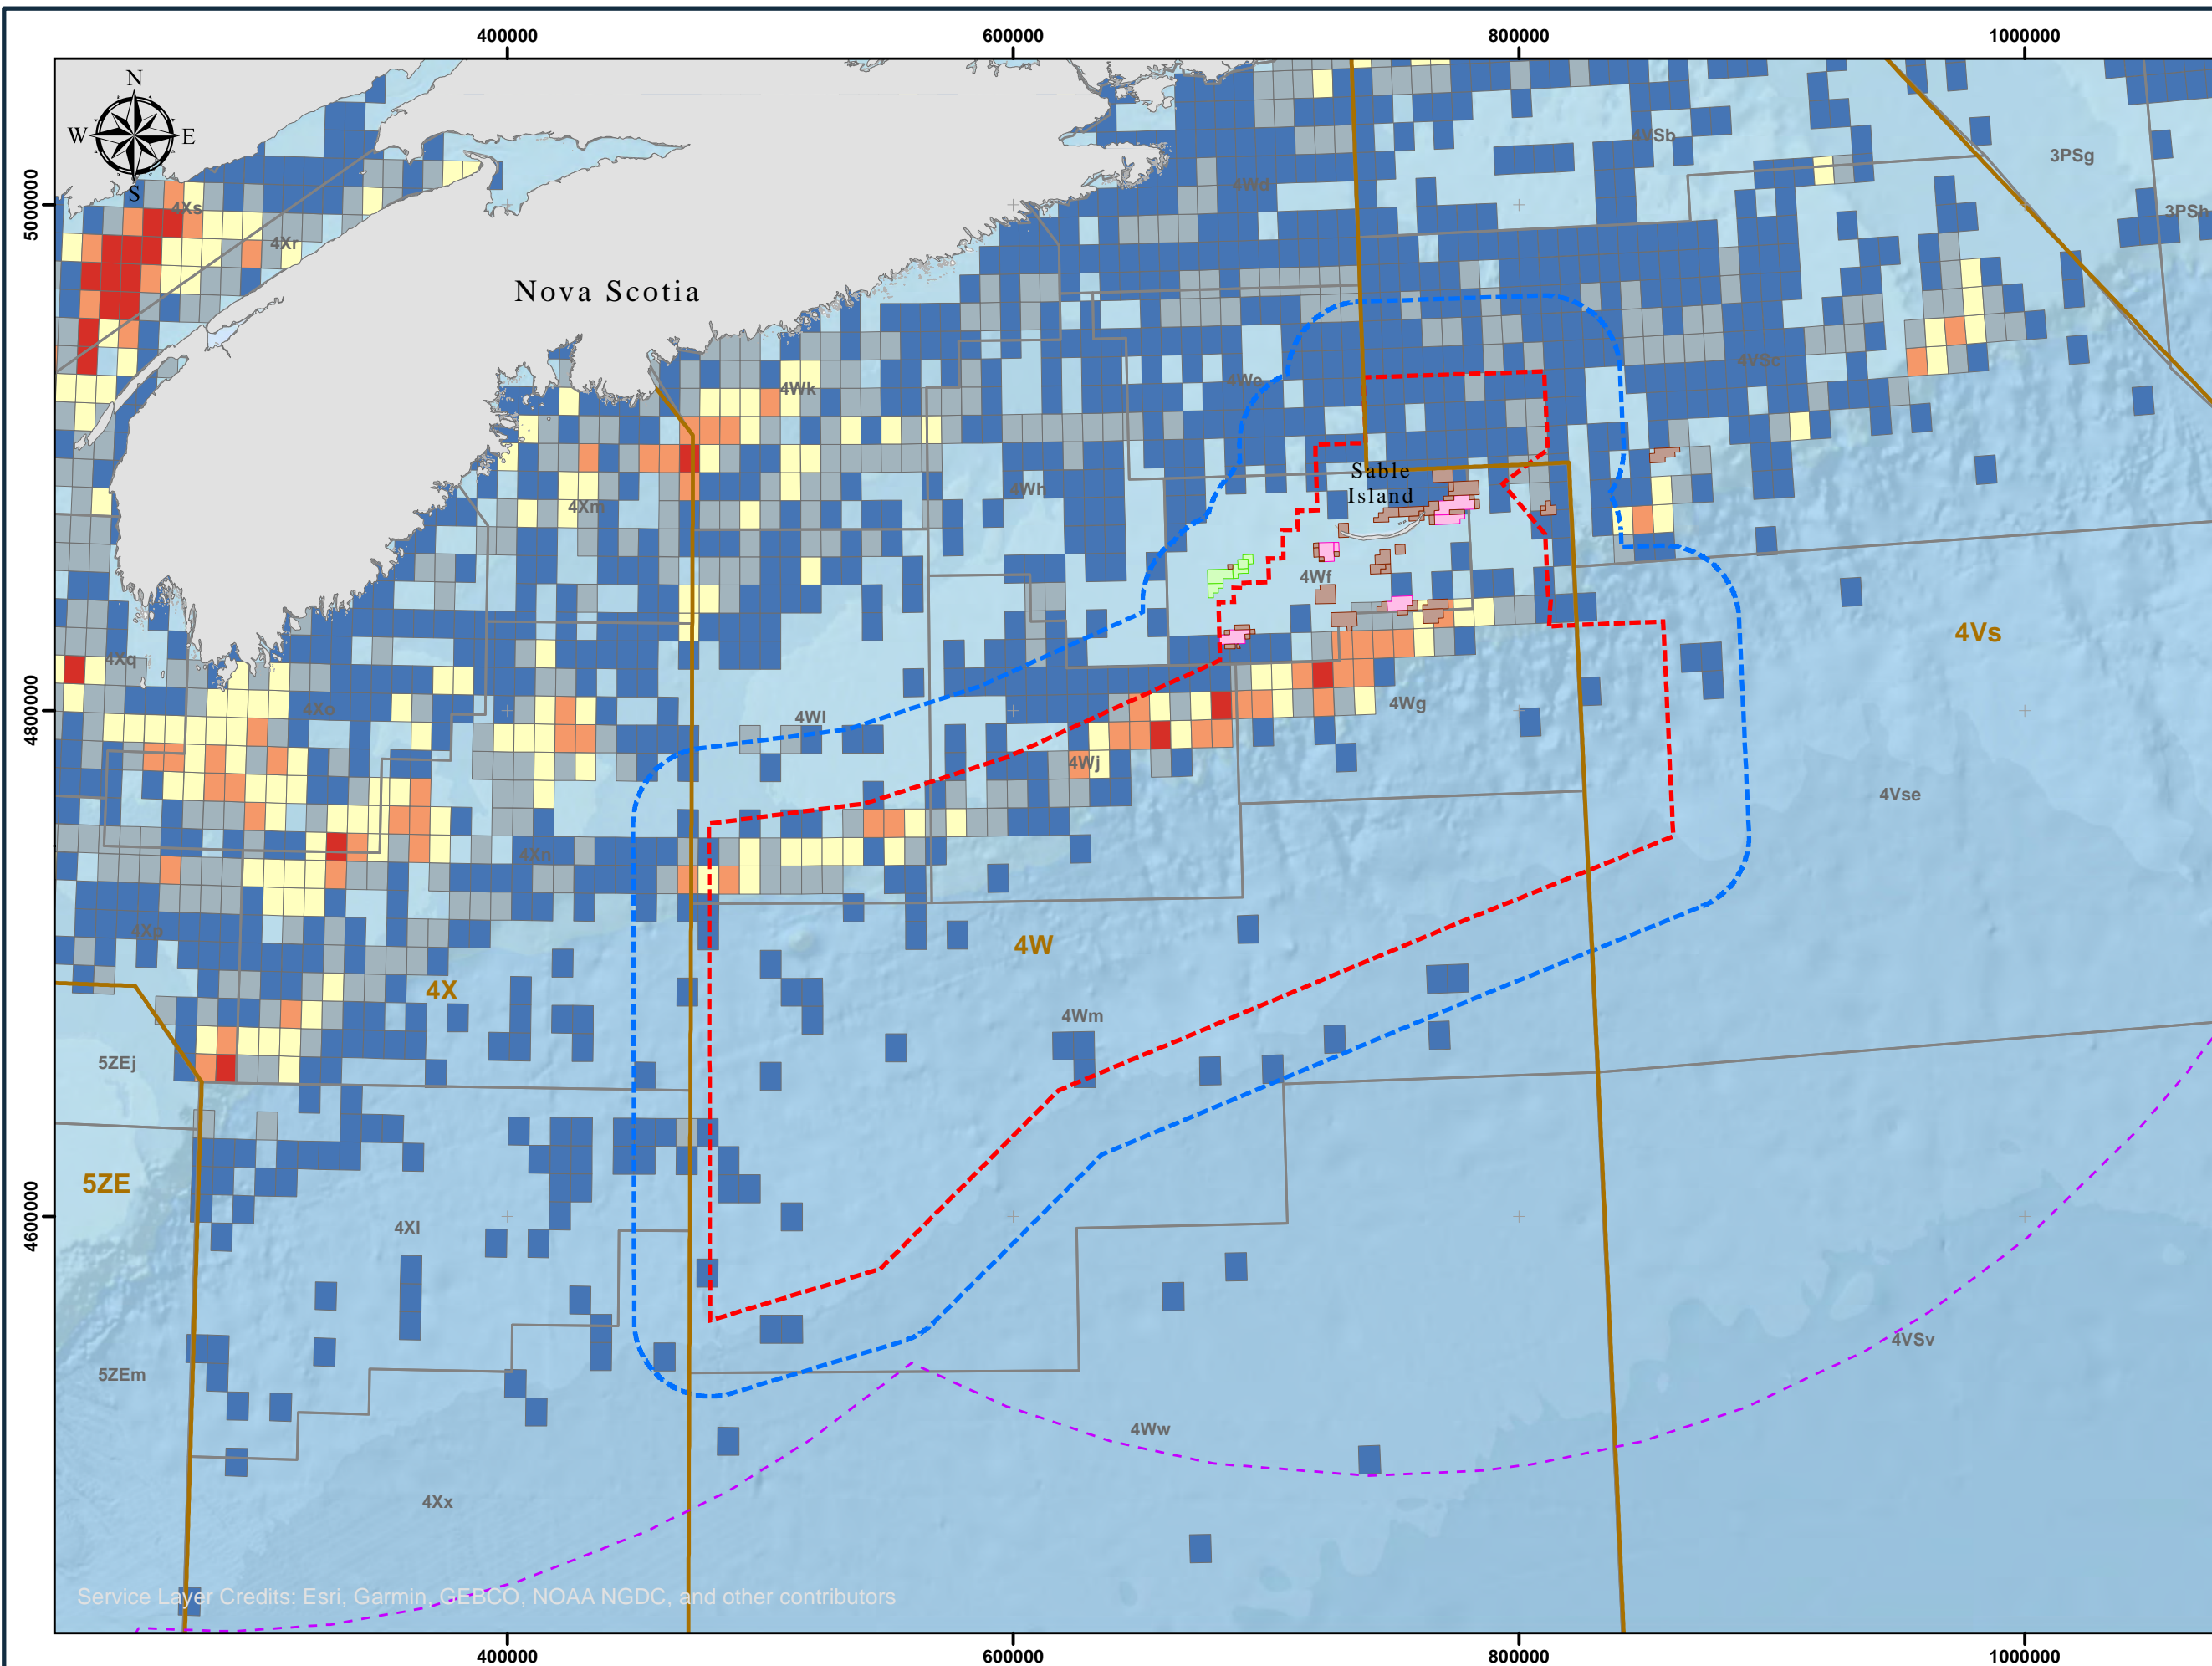 400000 600000 800000 1000000
N
W E
S
5000000
4800000
4600000
4VSb
3PSg
4Wd
4Xs
3PSh
4Xr
Nova Scotia
4VSc
4We
4Wk
Sable
Island
4Wh
4Xm
4Wf
4Vs
4Xq
4Xo
4Wl
4Wg
4Wj
4Vse
4Xn
4Xp
4W
4X
4Wm
5ZEj
5ZE
4Xl
4VSv
5ZEm
4Ww
4Xx
Service Layer Credits: Esri, Garmin, GEBCO, NOAA NGDC, and other contributors
400000 600000 800000 1000000